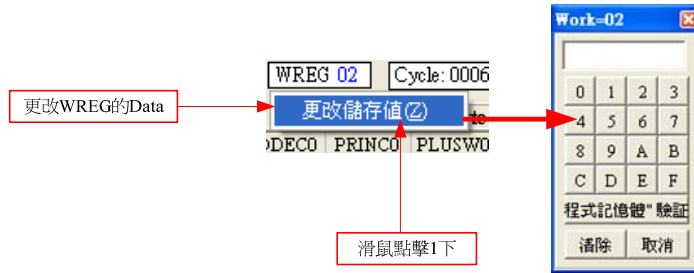 Work=02
WREG 02
Cycle: 0006
更改WREG的Data
更改儲存值(Z)
DECO PRINC0 PLUSW0
0 1 2 3
4 5 6 7
8 9 A B
C D E F
程式記憶體" 驗証
清除 取消
滑鼠點擊1下